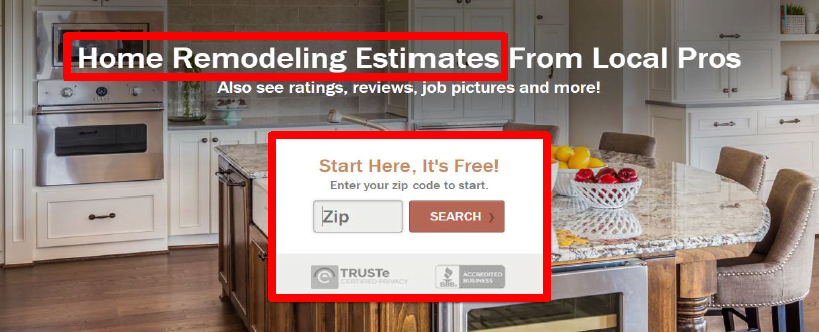 Home Remodeling Estimates From Local Pros
Also see ratings, reviews, job pictures and more!
Start Here, It's Free!
Enter your zip code to start.
Zip SEARCH
TRUSTe
CERTIFIED PRIVACY
BBB.
ACCREDITED
BUSINESS